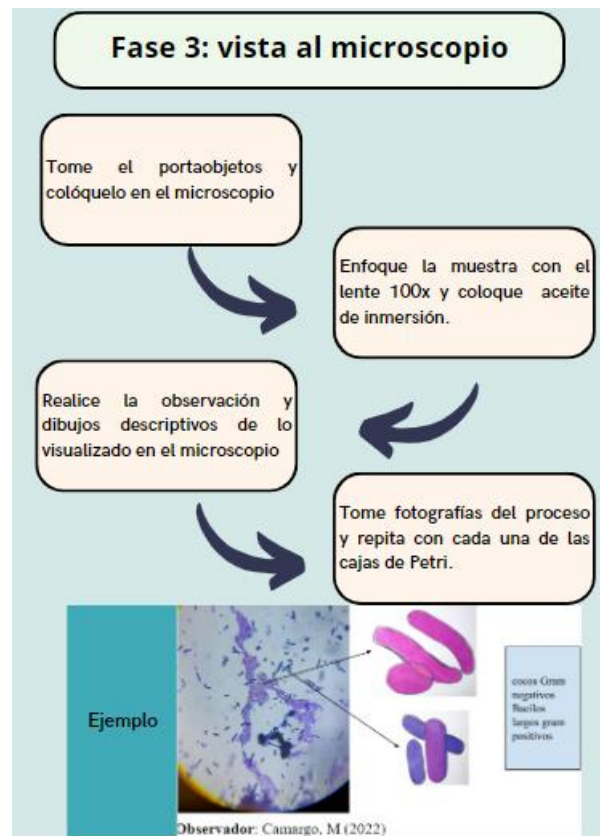 Fase 3: vista al microscopio
Tome el portaobjetos y
colóquelo en el microscopio
Enfoque la muestra con el
lente 100x y coloque aceite
de inmersión.
Realice la observación y
dibujos descriptivos de lo
visualizado en el microscopio
Tome fotografías del proceso
y repita con cada una de las
cajas de Petri.
Ejemplo
cocos Gram
negativos
Bacilos
largos gram
positivos
Observador: Camargo, M (2022)